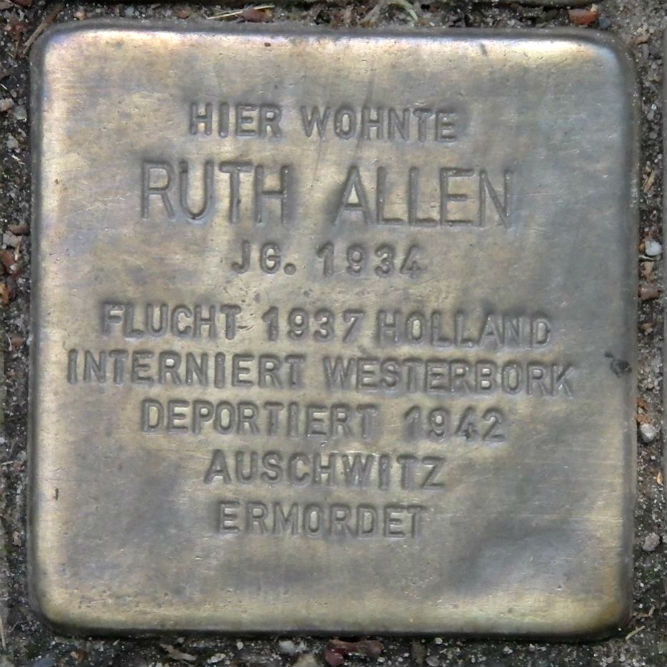 HIER WOHNTE
RUTH ALLEN
JG. 1934
FLUCHT 1937 HOLLAND
INTERNIERT WESTERBORK
DEPORTIERT 1942
AUSCHWITZ
ERMORDET